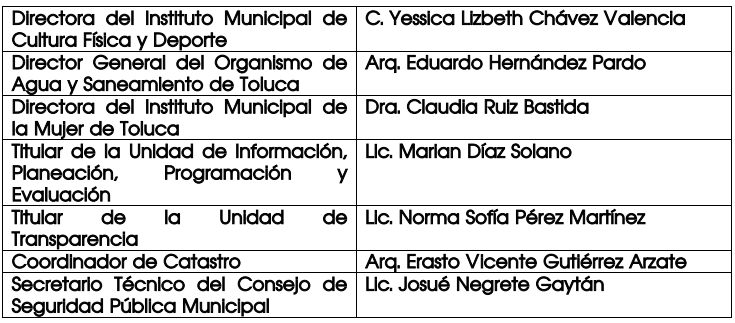 Directora del Instituto Municipal de Cultura Física y Deporte
C. Yessica Lizbeth Chávez Valencia
Director General del Organismo de Agua y Saneamiento de Toluca
Arq. Eduardo Hernández Pardo
Directora del Instituto Municipal de la Mujer de Toluca
Dra. Claudia Ruiz Bastida
Titular de la Unidad de Información, Planeación, Programación y Evaluación
Lic. Marian Díaz Solano
Titular de la Unidad de Transparencia
Lic. Norma Sofía Pérez Martínez
Coordinador de Catastro
Arq. Erasto Vicente Gutiérrez Arzate
Secretario Técnico del Consejo de Seguridad Pública Municipal
Lic. Josué Negrete Gaytán